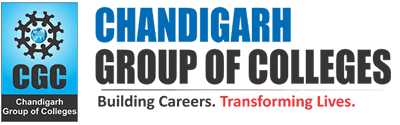 CGC
Chandigarh
Group of Colleges
CHANDIGARH
GROUP OF COLLEGES
Building Careers. Transforming Lives.